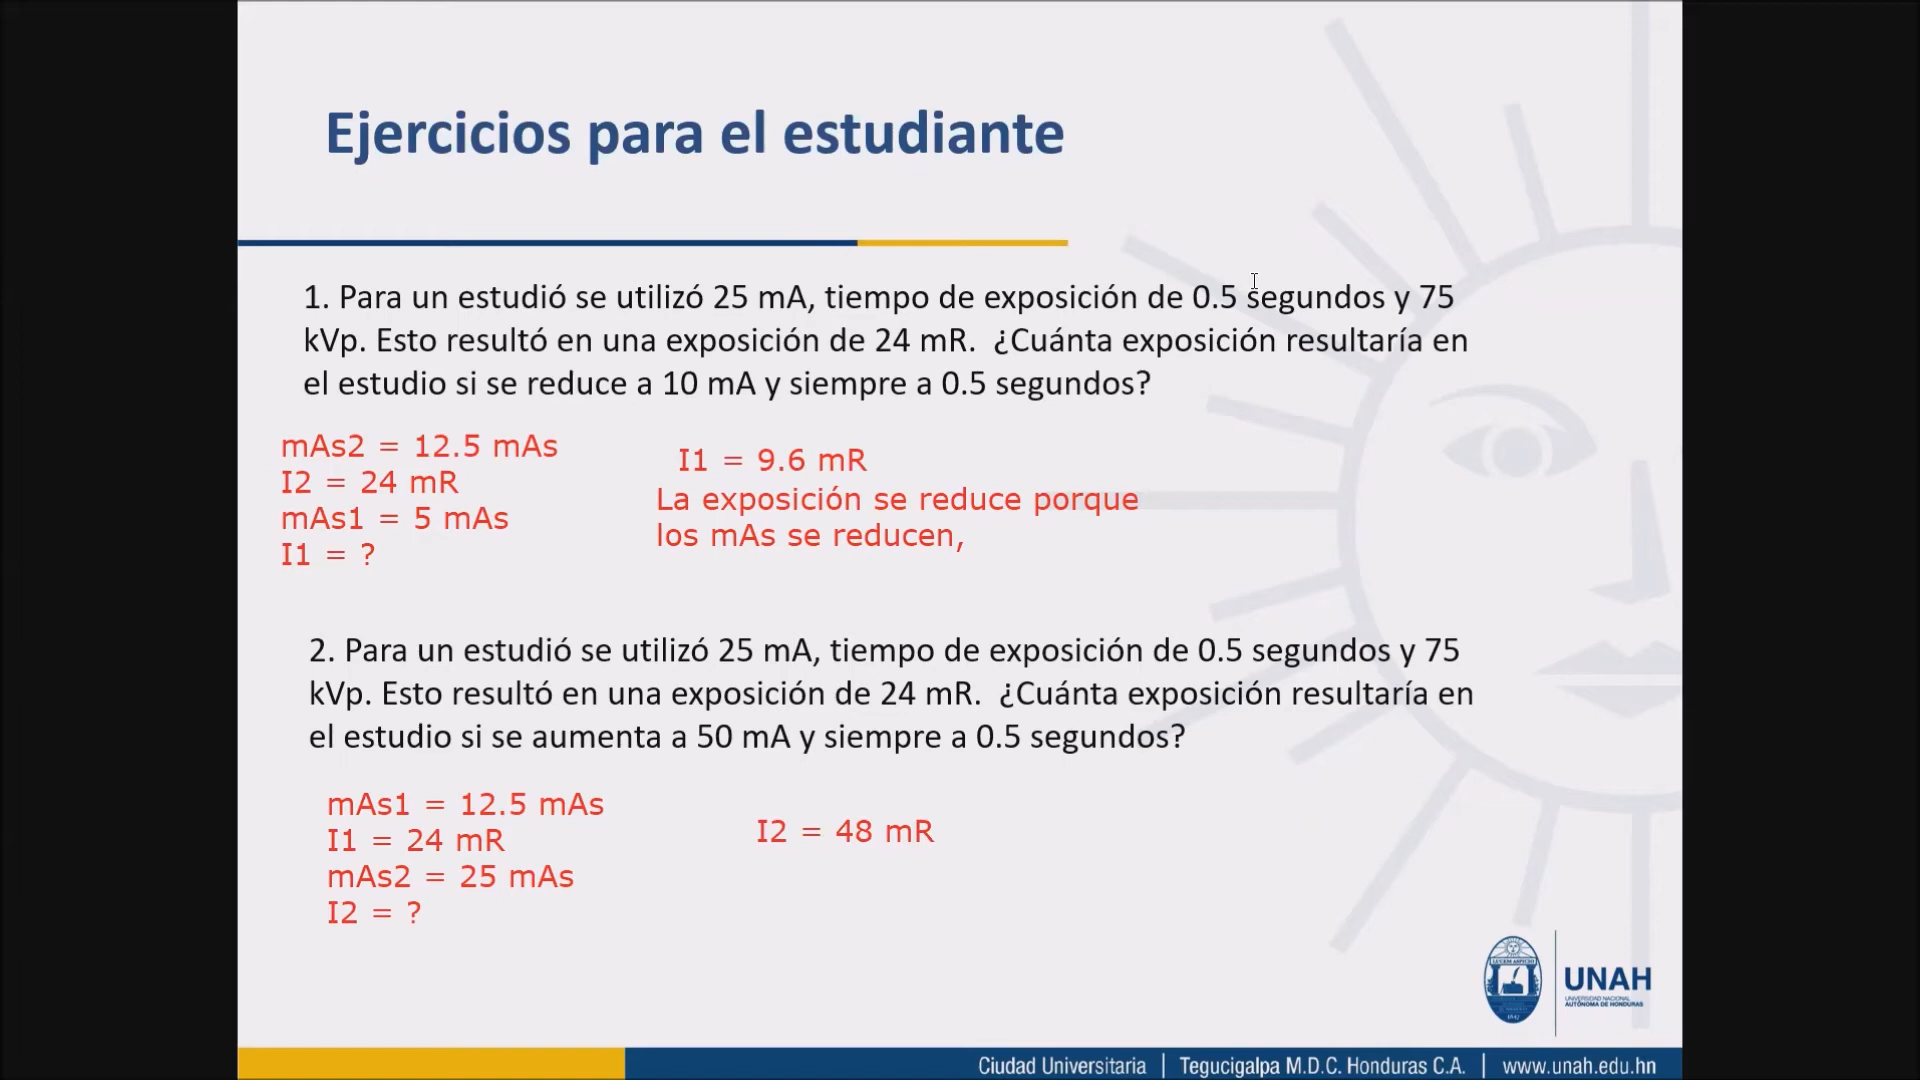 Ejercicios para el estudiante
1. Para un estudió se utilizó 25 mA, tiempo de exposición de 0.5 segundos y 75
kVp. Esto resultó en una exposición de 24 mR. ¿Cuánta exposición resultaría en
el estudio si se reduce a 10 mA y siempre a 0.5 segundos?
mAs2 = 12.5 mAs
I2 = 24 mR
mAs1 = 5 mAs
I1 = ?
I1 = 9.6 mR
La exposición se reduce porque
los mAs se reducen,
2. Para un estudió se utilizó 25 mA, tiempo de exposición de 0.5 segundos y 75
kVp. Esto resultó en una exposición de 24 mR. ¿Cuánta exposición resultaría en
el estudio si se aumenta a 50 mA y siempre a 0.5 segundos?
mAs1 = 12.5 mAs
I1 = 24 mR
mAs2 = 25 mAs
I2 = ?
I2 = 48 mR
UNAH
UNIVERSIDAD NACIONAL
AUTÓNOMA DE HONDURAS
Ciudad Universitaria | Tegucigalpa M.D.C. Honduras C.A. | www.unah.edu.hn